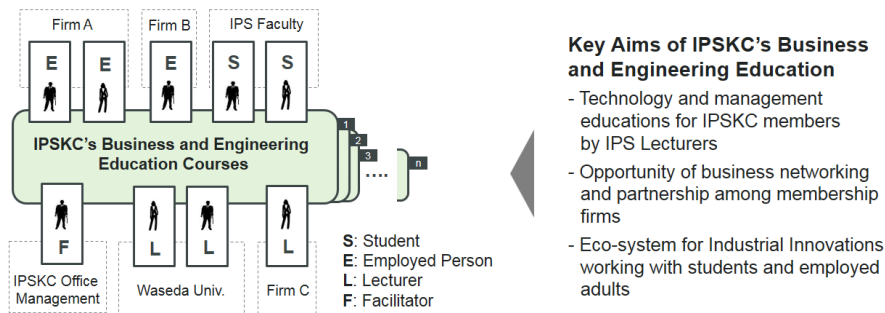 Firm A
Firm B
IPS Faculty
E
E
E
S
S
IPSKC's Business and Engineering
Education Courses
1
2
3
....
n
F
L
L
L
IPSKC Office
Management
Waseda Univ.
Firm C
S: Student
E: Employed Person
L: Lecturer
F: Facilitator
Key Aims of IPSKC's Business
and Engineering Education
- Technology and management
educations for IPSKC members
by IPS Lecturers
- Opportunity of business networking
and partnership among membership
firms
- Eco-system for Industrial Innovations
working with students and employed
adults